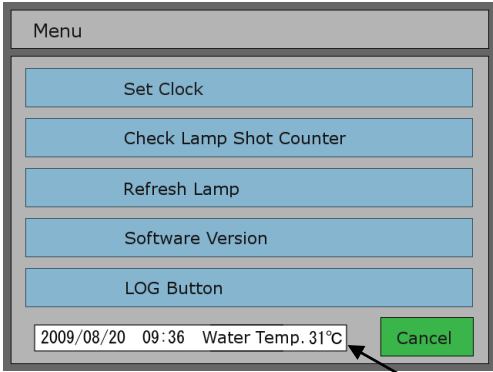 Menu
Set Clock
Check Lamp Shot Counter
Refresh Lamp
Software Version
LOG Button
2009/08/20 09:36 Water Temp. 31℃ Cancel